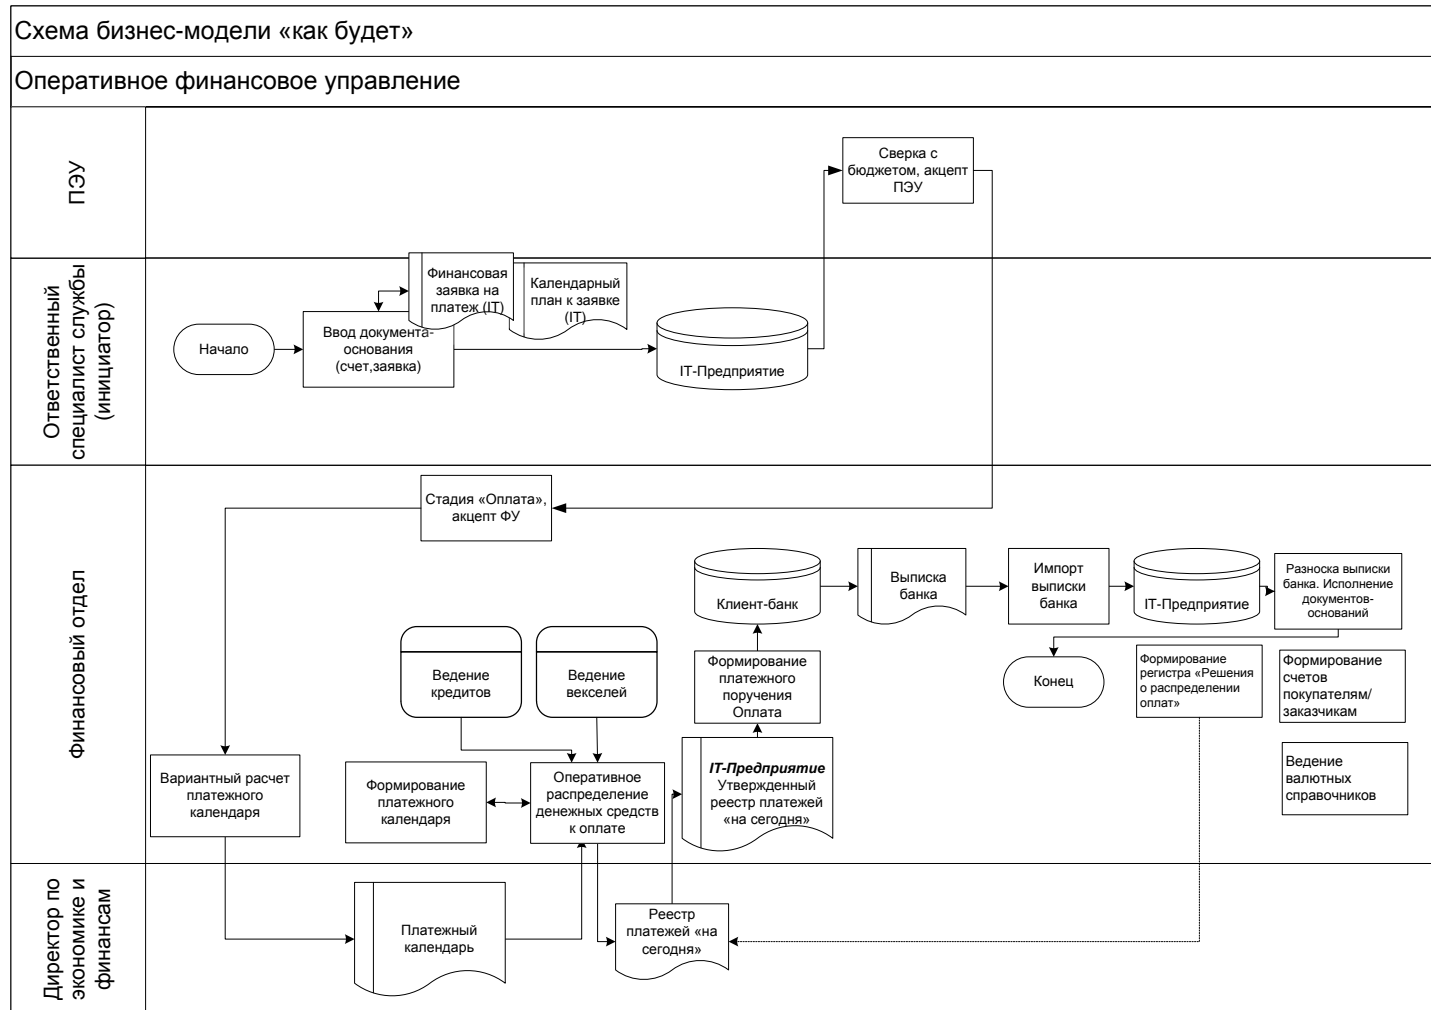 Схема бизнес-модели «как будет»
Оперативное финансовое управление
ПЭУ
Сверка с
бюджетом, акцепт
ПЭУ
Ответственный
специалист службы
(инициатор)
Начало
Ввод документа-
основания
(счет,заявка)
Финансовая
заявка на
платеж (IT)
Календарный
план к заявке
(IT)
IT-Предприятие
Финансовый отдел
Стадия «Оплата»,
акцепт ФУ
Клиент-банк
Выписка
банка
Импорт
выписки
банка
IT-Предприятие
Разноска выписки
банка. Исполнение
документов-
оснований
Ведение
кредитов
Ведение
векселей
Формирование
платежного
поручения
Оплата
Конец
Формирование
регистра «Решения
о распределении
оплат»
Формирование
счетов
покупателям/
заказчикам
Вариантный расчет
платежного
календаря
Формирование
платежного
календаря
Оперативное
распределение
денежных средств
к оплате
IT-Предприятие
Утвержденный
реестр платежей
«на сегодня»
Ведение
валютных
справочников
Директор по
экономике и
финансам
Платежный
календарь
Реестр
платежей «на
сегодня»